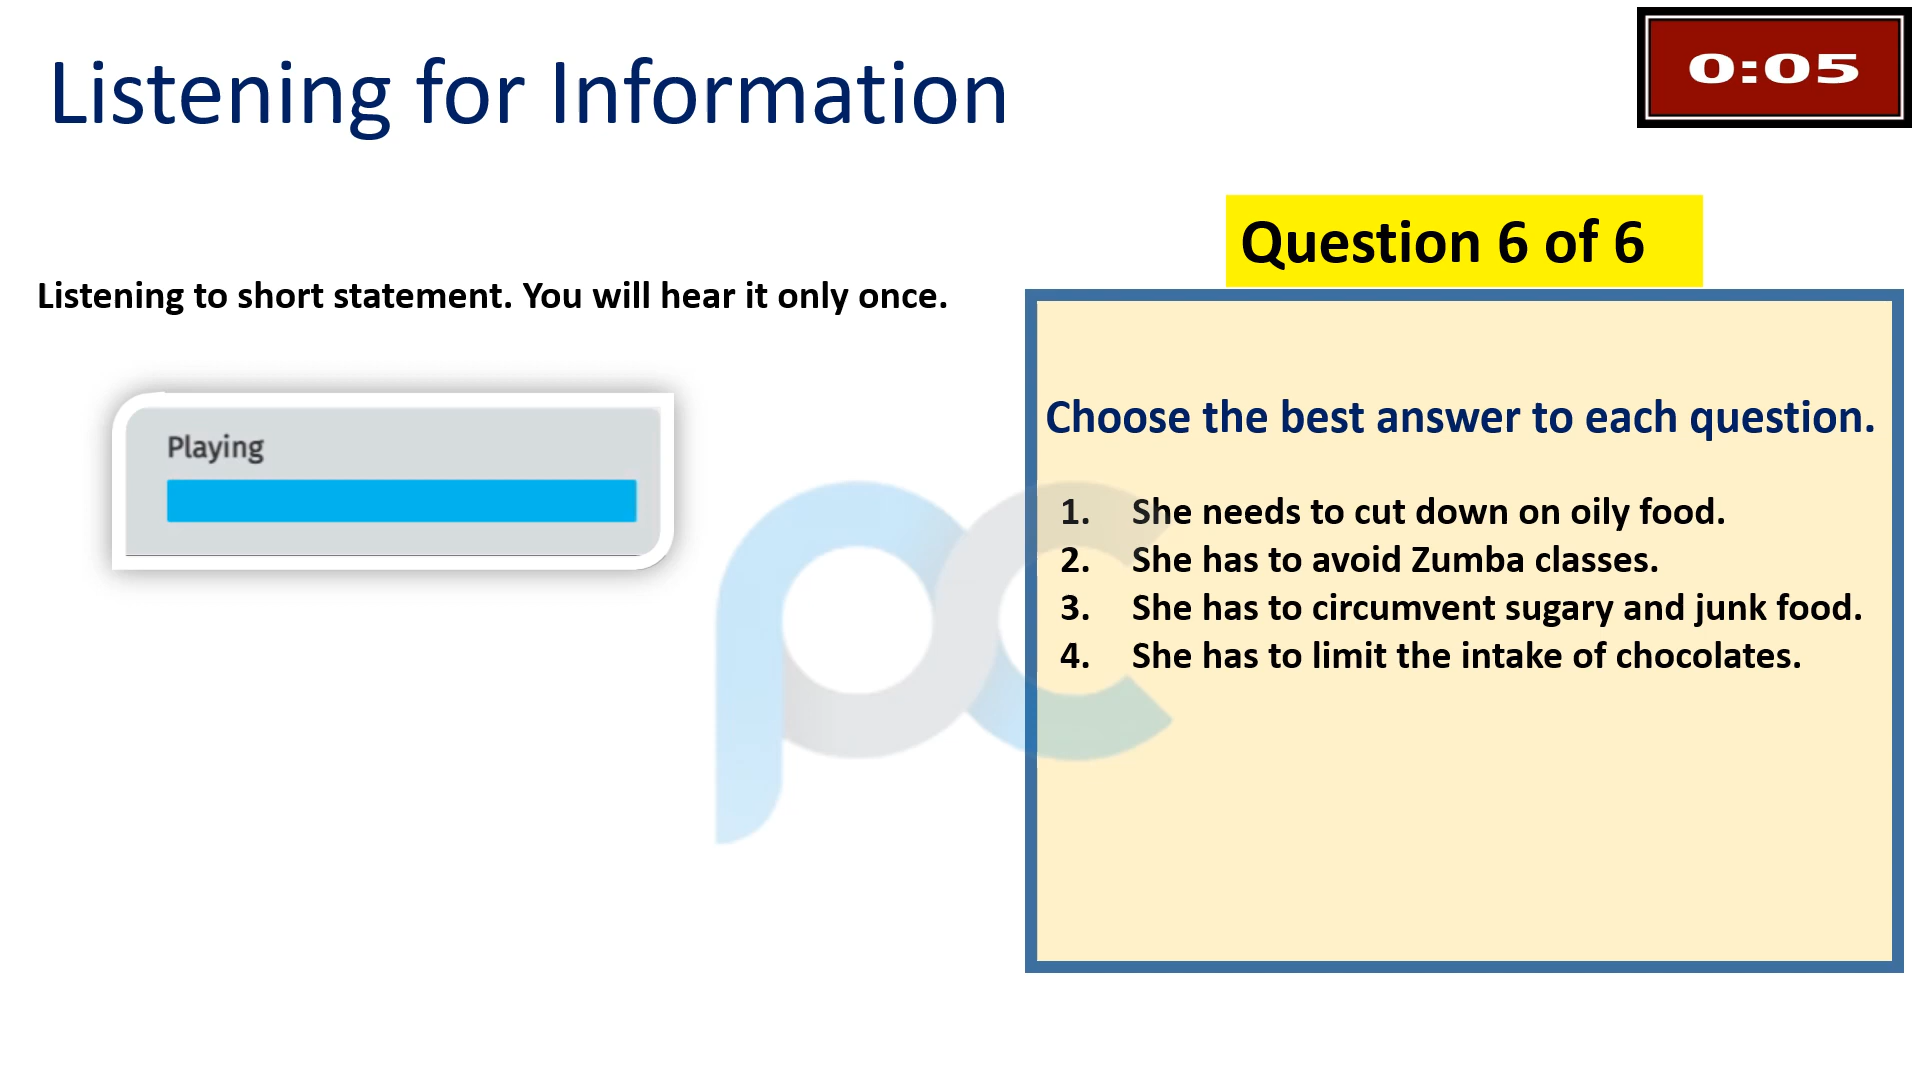 Listening for Information
0:05
Question 6 of 6
Listening to short statement. You will hear it only once.
Playing
Choose the best answer to each question.
1. She needs to cut down on oily food.
2. She has to avoid Zumba classes.
3. She has to circumvent sugary and junk food.
4. She has to limit the intake of chocolates.
pc